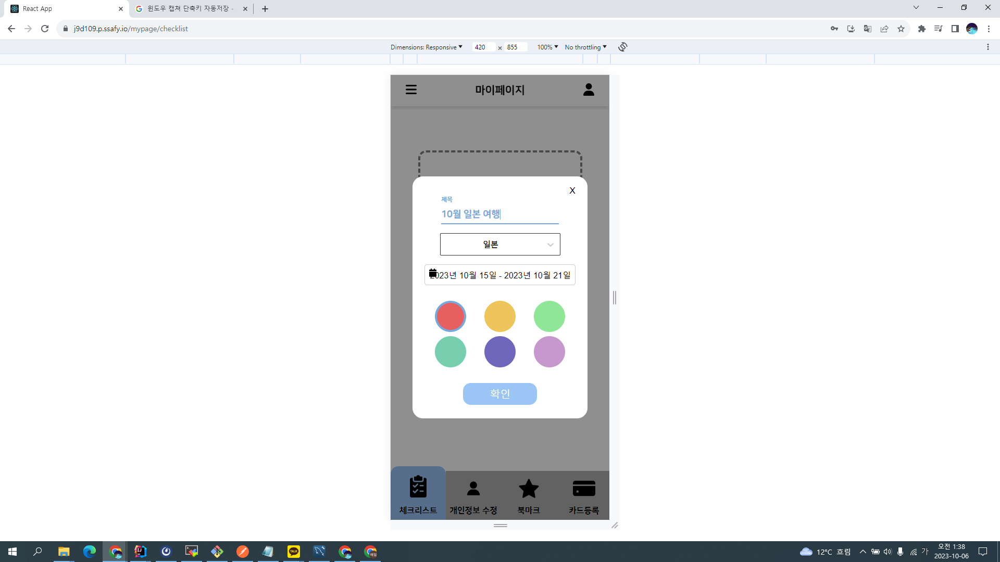 React App
윈도우 캡쳐 단축키 자동저장 -
j9d109.p.ssafy.io/mypage/checklist
Dimensions: Responsive 420 × 855 100% No throttling
마이페이지
X
제목
10월 일본 여행
일본
2023년 10월 15일 - 2023년 10월 21일
확인
체크리스트 개인정보 수정 북마크 카드등록
12°C 흐림 가 오전 1:38
2023-10-06